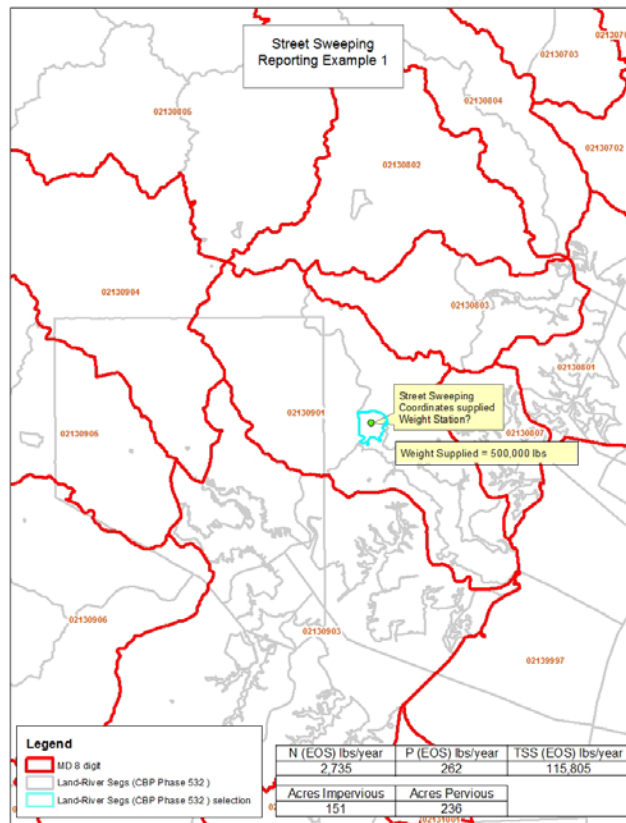 Street Sweeping
Reporting Example 1
02130703
02130805
02130804
02130702
02130802
02130904
02130803
02130801
Street Sweeping
Coordinates supplied
Weight Station?
02130901
02130807
02130905
Weight Supplied = 500,000 lbs
02130906
02130903
02139997
Legend
MD 8 digit
Land-River Segs (CBP Phase 532 )
Land-River Segs (CBP Phase 532 ) selection
N (EOS) lbs/year P (EOS) lbs/year TSS (EOS) lbs/year
2,735 262 115,805
Acres Impervious Acres Pervious
151 236
02131001